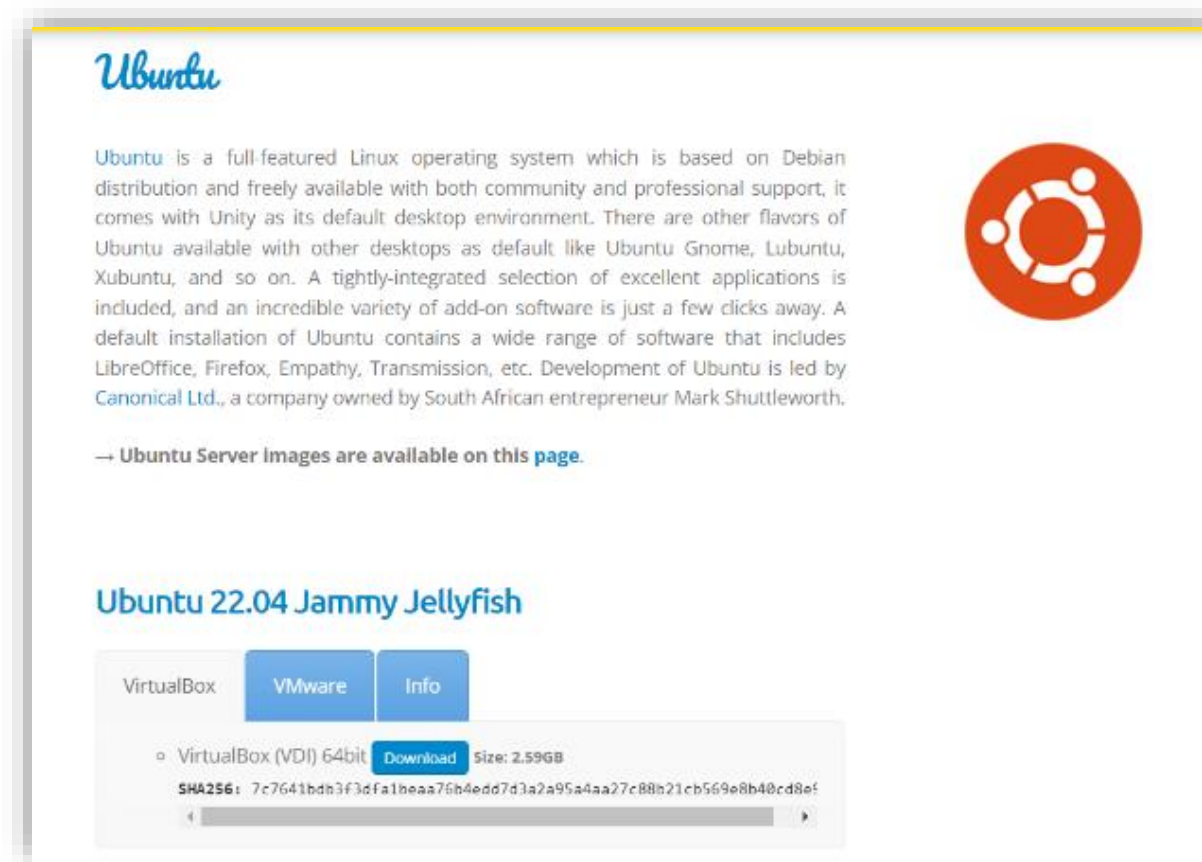 Ubuntu
Ubuntu is a full-featured Linux operating system which is based on Debian
distribution and freely available with both community and professional support, it
comes with Unity as its default desktop environment. There are other flavors of
Ubuntu available with other desktops as default like Ubuntu Gnome, Lubuntu,
Xubuntu, and so on. A tightly-integrated selection of excellent applications is
included, and an incredible variety of add-on software is just a few clicks away. A
default installation of Ubuntu contains a wide range of software that includes
LibreOffice, Firefox, Empathy, Transmission, etc. Development of Ubuntu is led by
Canonical Ltd., a company owned by South African entrepreneur Mark Shuttleworth.
→ Ubuntu Server images are available on this page.
Ubuntu 22.04 Jammy Jellyfish
VirtualBox VMware Info
VirtualBox (VDI) 64bit Download Size: 2.59GB
SHA256: